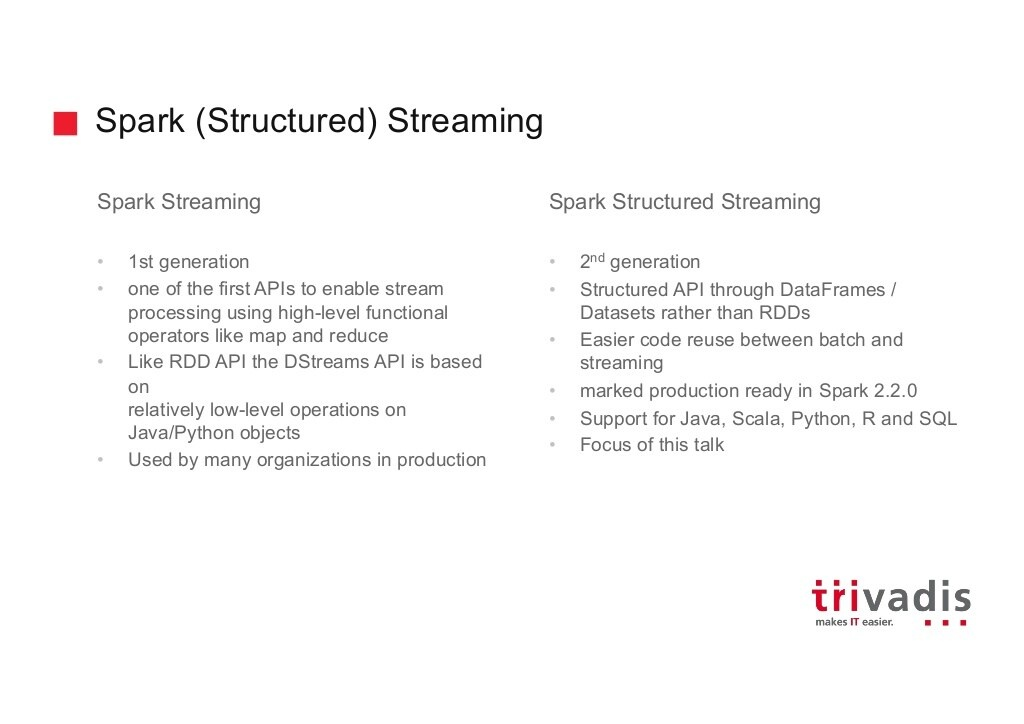 Spark (Structured) Streaming
Spark Streaming
• 1st generation
• one of the first APIs to enable stream
processing using high-level functional
operators like map and reduce
• Like RDD API the DStreams API is based
on
relatively low-level operations on
Java/Python objects
• Used by many organizations in production
Spark Structured Streaming
• 2nd generation
• Structured API through DataFrames /
Datasets rather than RDDs
• Easier code reuse between batch and
streaming
• marked production ready in Spark 2.2.0
• Support for Java, Scala, Python, R and SQL
• Focus of this talk
trivadis
makes IT easier.